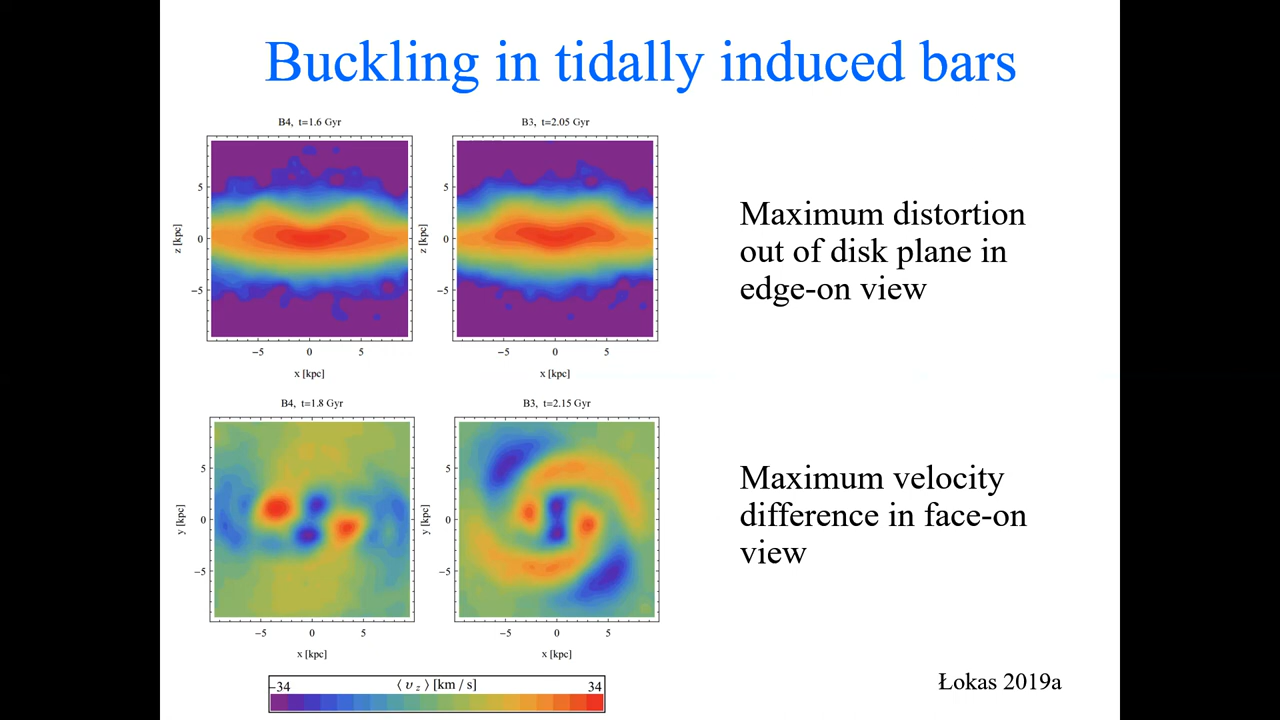 Buckling in tidally induced bars
B4, t=1.6 Gyr
B3, t=2.05 Gyr
5
0
−5
z [kpc]
−5 0 5
x [kpc]
5
0
−5
z [kpc]
−5 0 5
x [kpc]
Maximum distortion
out of disk plane in
edge-on view
B4, t=1.8 Gyr
B3, t=2.15 Gyr
5
0
−5
y [kpc]
−5 0 5
x [kpc]
5
0
−5
y [kpc]
−5 0 5
x [kpc]
Maximum velocity
difference in face-on
view
−34 ⟨ υ z ⟩ [km / s] 34
Łokas 2019a